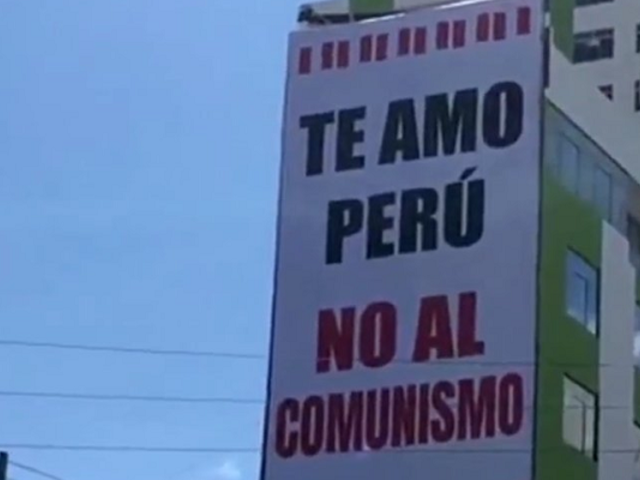 TE AMO
PERÚ
NO AL
COMUNISMO